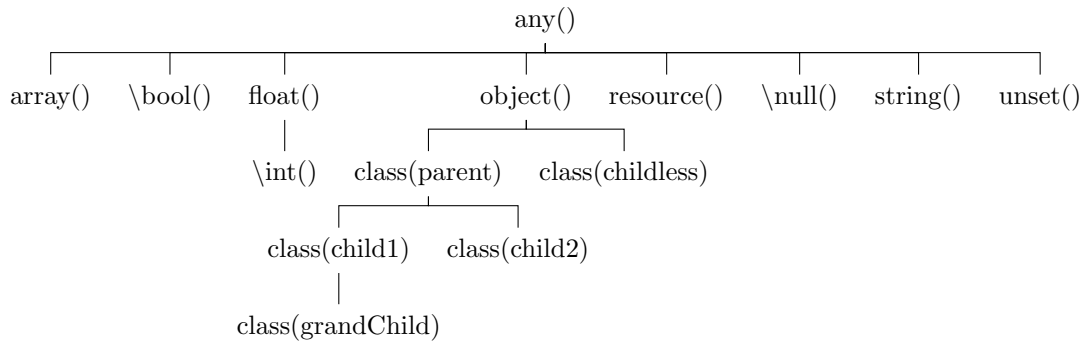 any()
array() \bool() float() object() resource() \null() string() unset()
\int() class(parent) class(childless)
class(child1) class(child2)
class(grandChild)